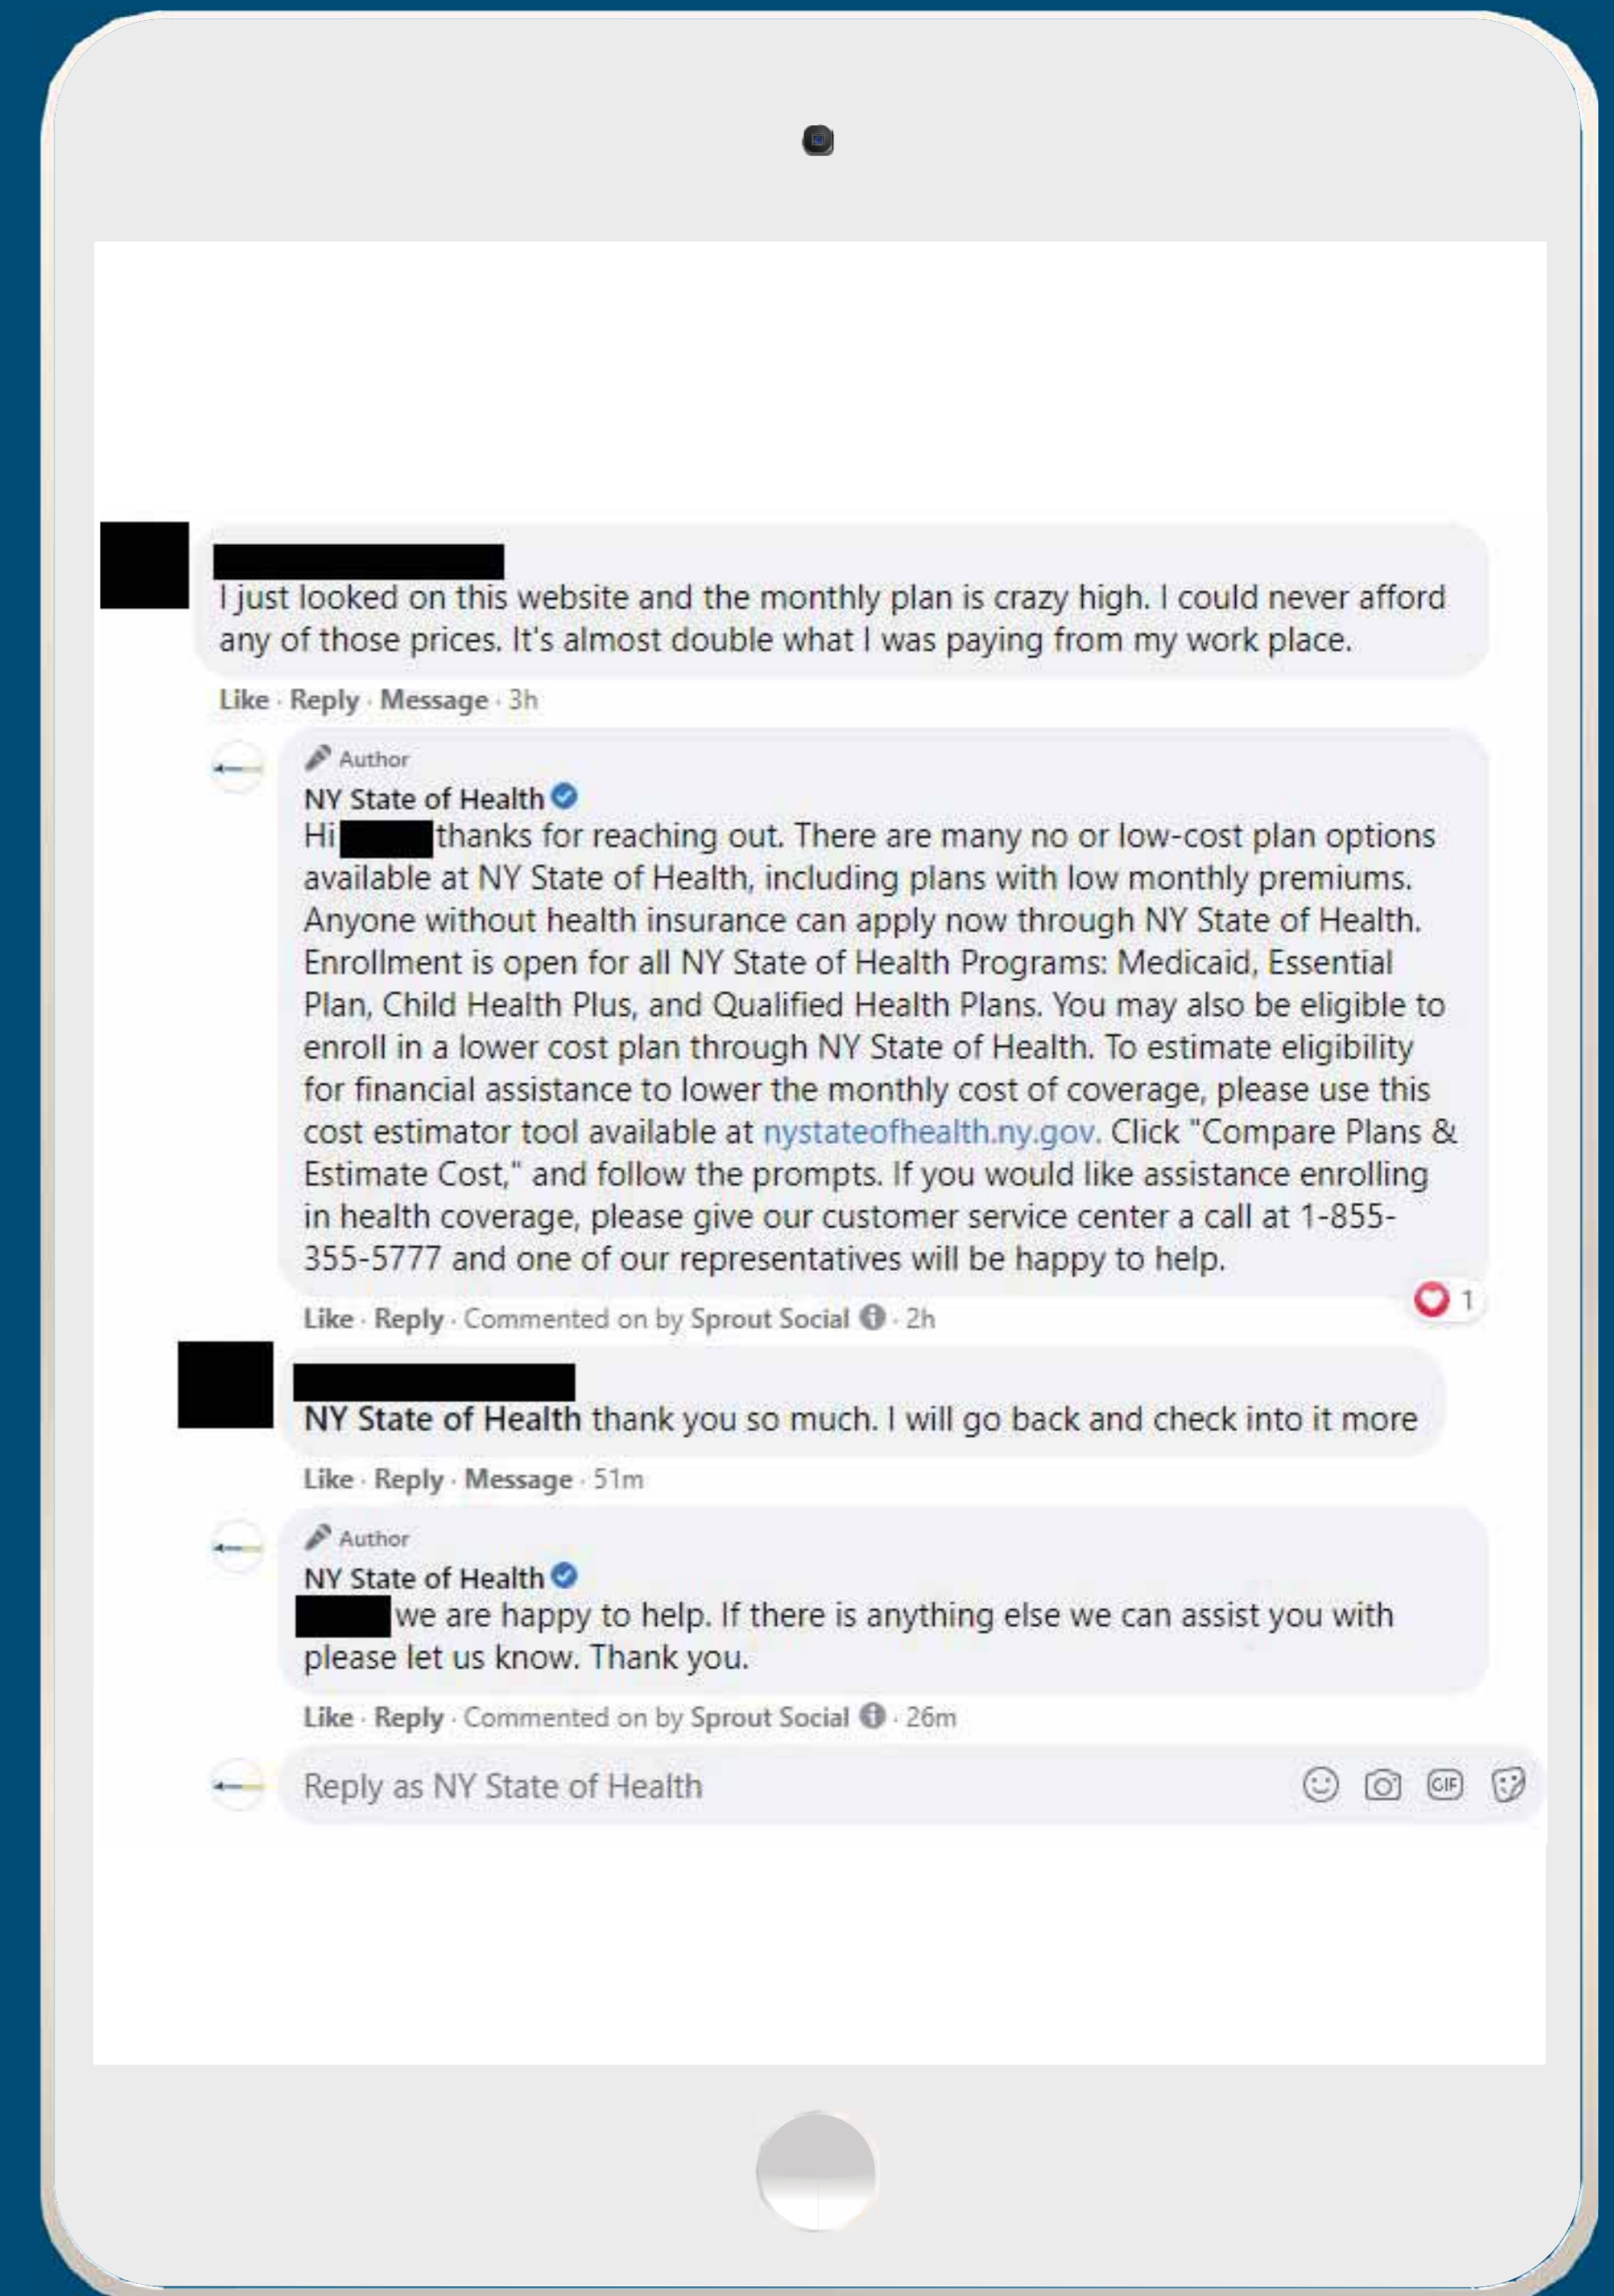 I just looked on this website and the monthly plan is crazy high. I could never afford
any of those prices. It's almost double what I was paying from my work place.
Like · Reply · Message · 3h
Author
NY State of Health
Hi thanks for reaching out. There are many no or low-cost plan options
available at NY State of Health, including plans with low monthly premiums.
Anyone without health insurance can apply now through NY State of Health.
Enrollment is open for all NY State of Health Programs: Medicaid, Essential
Plan, Child Health Plus, and Qualified Health Plans. You may also be eligible to
enroll in a lower cost plan through NY State of Health. To estimate eligibility
for financial assistance to lower the monthly cost of coverage, please use this
cost estimator tool available at nystateofhealth.ny.gov. Click "Compare Plans &
Estimate Cost," and follow the prompts. If you would like assistance enrolling
in health coverage, please give our customer service center a call at 1-855-
355-5777 and one of our representatives will be happy to help.
1
Like · Reply · Commented on by Sprout Social · 2h
NY State of Health thank you so much. I will go back and check into it more
Like · Reply · Message · 51m
Author
NY State of Health
we are happy to help. If there is anything else we can assist you with
please let us know. Thank you.
Like · Reply · Commented on by Sprout Social · 26m
Reply as NY State of Health
GIF